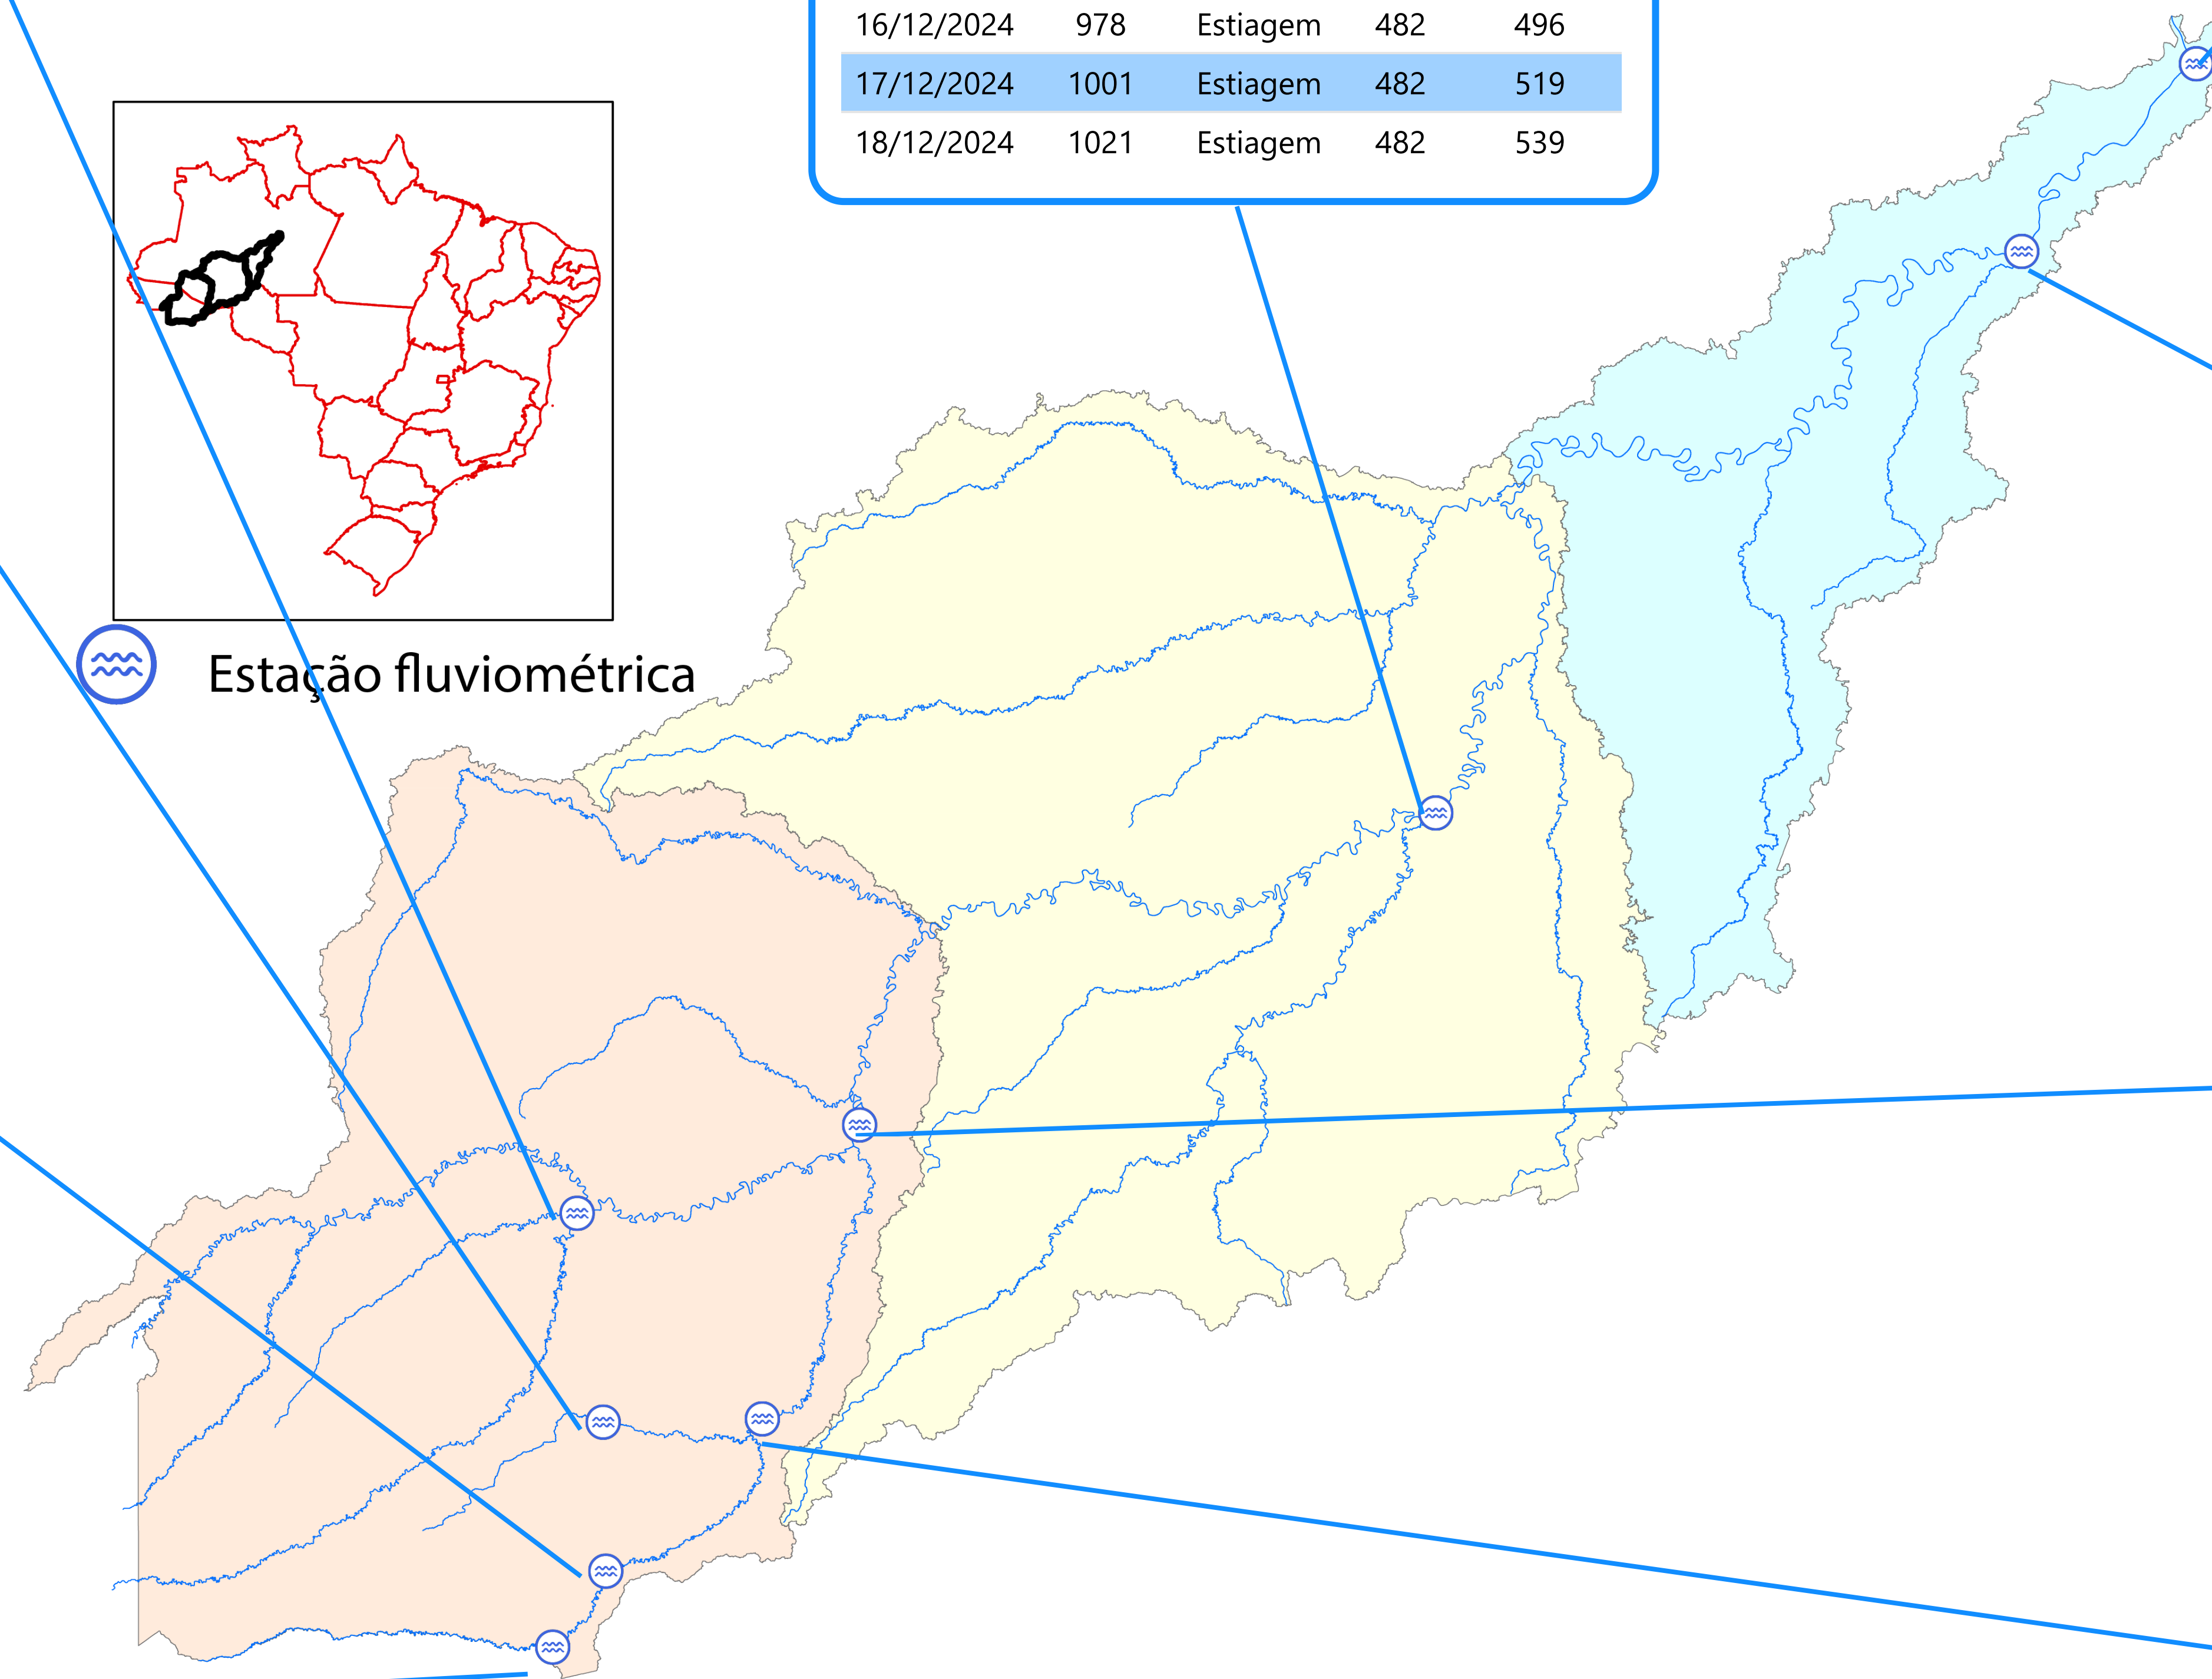 16/12/2024 978 Estiagem 482 496
17/12/2024 1001 Estiagem 482 519
18/12/2024 1021 Estiagem 482 539
Estação fluviométrica